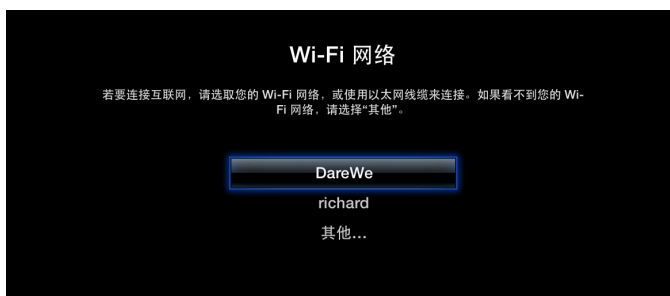 Wi-Fi 网络
若要连接互联网，请选取您的 Wi-Fi 网络，或使用以太网线缆来连接。如果看不到您的 Wi-
Fi 网络，请选择“其他”。
DareWe
richard
其他...